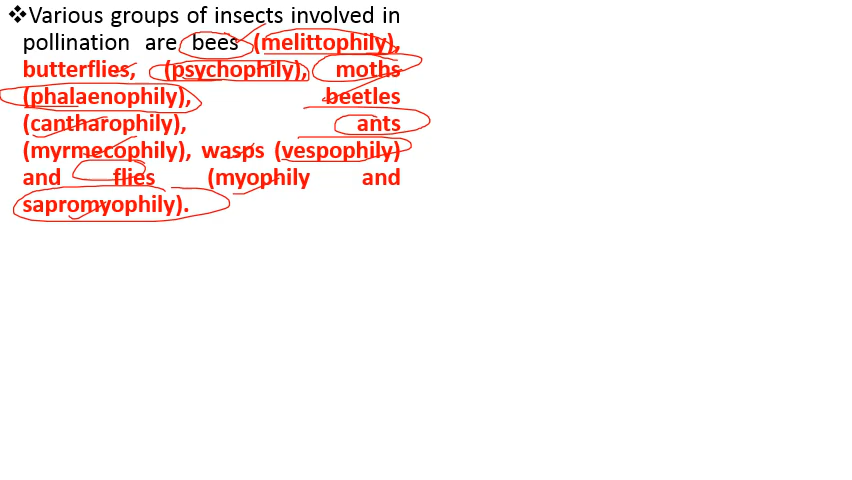 ❖Various groups of insects involved in
pollination are bees (melittophily),
butterflies, (psychophily), moths
(phalaenophily), beetles
(cantharophily), ants
(myrmecophily), wasps (vespophily)
and flies (myophily and
sapromyophily).